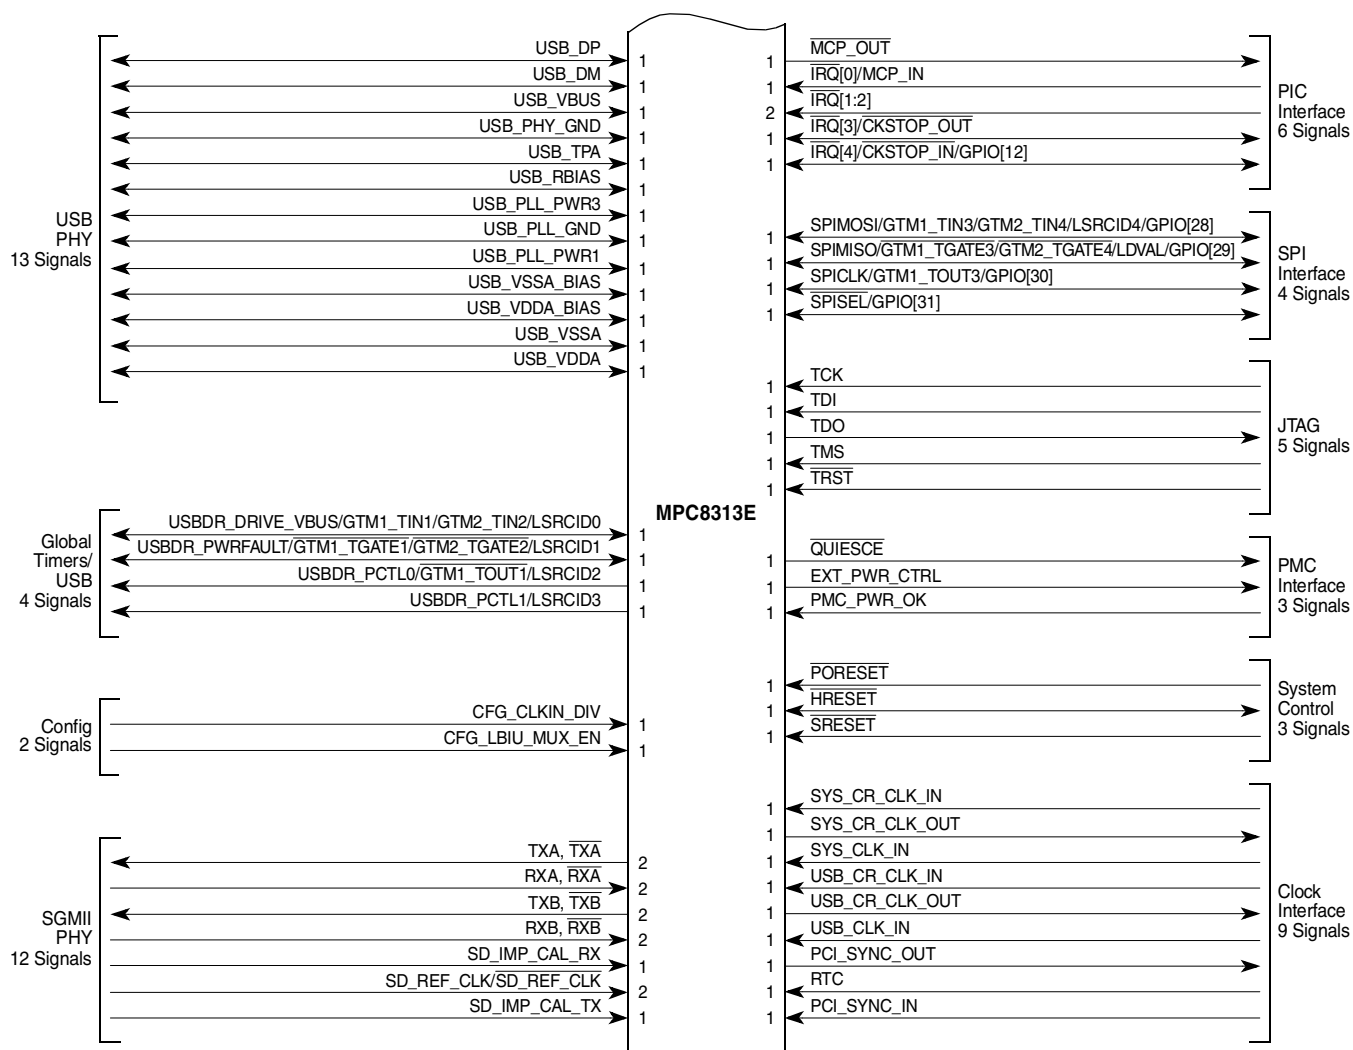 USB_DP
USB_DM
USB_VBUS
USB_PHY_GND
USB_TPA
USB_RBIAS
USB_PLL_PWR3
USB_PLL_GND
USB_PLL_PWR1
USB_VSSA_BIAS
USB_VDDA_BIAS
USB_VSSA
USB_VDDA
1
1
1
1
1
1
1
1
1
1
1
1
1
USB
PHY
13 Signals
USBDR_DRIVE_VBUS/GTM1_TIN1/GTM2_TIN2/LSRCID0
USBDR_PWRFAULT/GTM1_TGATE1/GTM2_TGATE2/LSRCID1
USBDR_PCTL0/GTM1_TOUT1/LSRCID2
USBDR_PCTL1/LSRCID3
1
1
1
1
Global
Timers/
USB
4 Signals
CFG_CLKIN_DIV
CFG_LBIU_MUX_EN
1
1
Config
2 Signals
TXA, TXA
RXA, RXA
TXB, TXB
RXB, RXB
SD_IMP_CAL_RX
SD_REF_CLK/SD_REF_CLK
SD_IMP_CAL_TX
2
2
2
2
1
2
1
SGMII
PHY
12 Signals
MPC8313E
1
1
2
1
1
MCP_OUT
IRQ[0]/MCP_IN
IRQ[1:2]
IRQ[3]/CKSTOP_OUT
IRQ[4]/CKSTOP_IN/GPIO[12]
PIC
Interface
6 Signals
1
1
1
1
SPIMOSI/GTM1_TIN3/GTM2_TIN4/LSRCID4/GPIO[28]
SPIMISO/GTM1_TGATE3/GTM2_TGATE4/LDVAL/GPIO[29]
SPICLK/GTM1_TOUT3/GPIO[30]
SPISEL/GPIO[31]
SPI
Interface
4 Signals
1
1
1
1
1
TCK
TDI
TDO
TMS
TRST
JTAG
5 Signals
1
1
1
QUIESCE
EXT_PWR_CTRL
PMC_PWR_OK
PMC
Interface
3 Signals
1
1
1
PORESET
HRESET
SRESET
System
Control
3 Signals
1
1
1
1
1
1
1
1
1
SYS_CR_CLK_IN
SYS_CR_CLK_OUT
SYS_CLK_IN
USB_CR_CLK_IN
USB_CR_CLK_OUT
USB_CLK_IN
PCI_SYNC_OUT
RTC
PCI_SYNC_IN
Clock
Interface
9 Signals